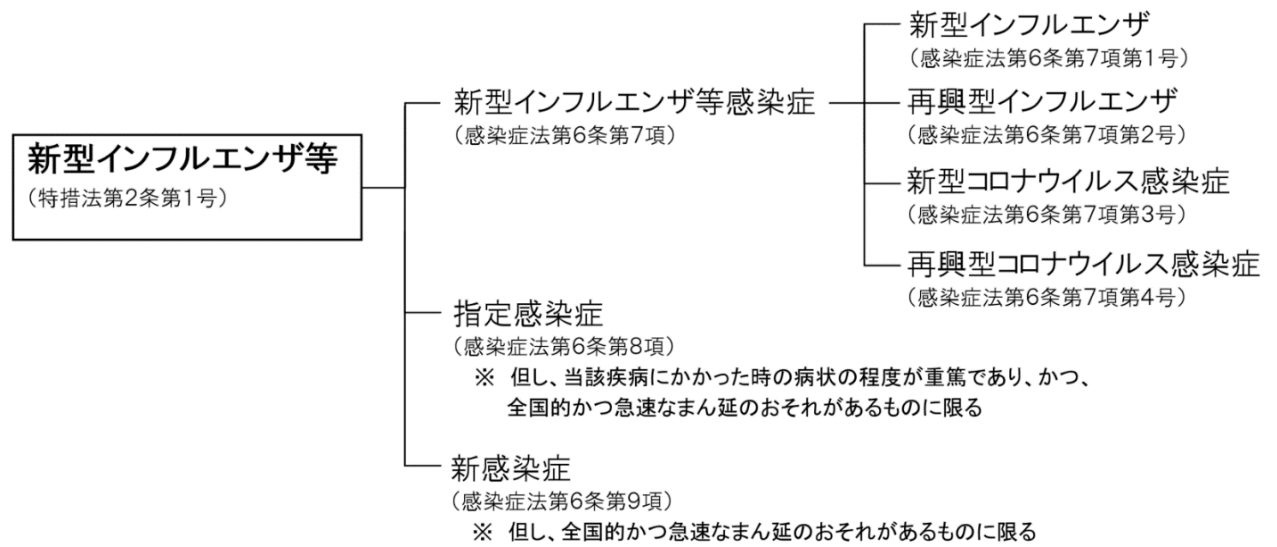 新型インフルエンザ等
（特措法第2条第1号）
新型インフルエンザ等感染症
（感染症法第6条第7項）
新型インフルエンザ
（感染症法第6条第7項第1号）
再興型インフルエンザ
（感染症法第6条第7項第2号）
新型コロナウイルス感染症
（感染症法第6条第7項第3号）
再興型コロナウイルス感染症
（感染症法第6条第7項第4号）
指定感染症
（感染症法第6条第8項）
※ 但し、当該疾病にかかった時の病状の程度が重篤であり、かつ、
全国的かつ急速なまん延のおそれがあるものに限る
新感染症
（感染症法第6条第9項）
※ 但し、全国的かつ急速なまん延のおそれがあるものに限る